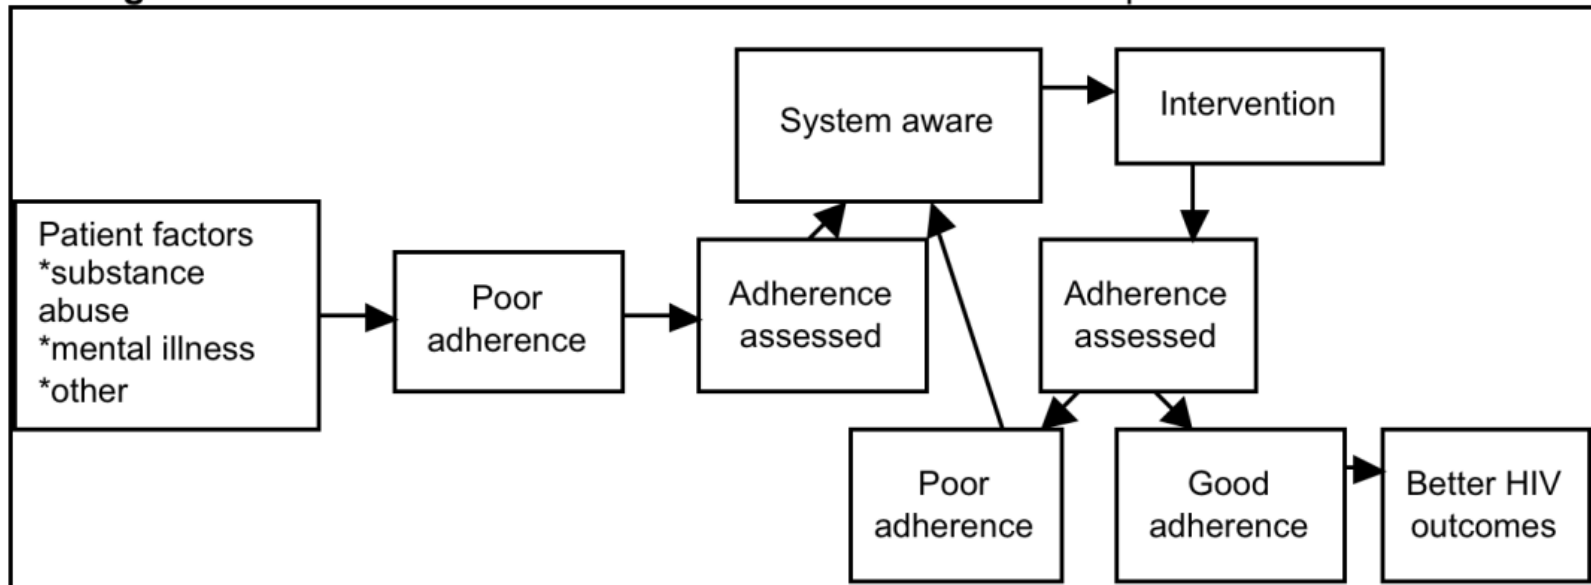 System aware
Intervention
Patient factors
*substance
abuse
*mental illness
*other
Poor
adherence
Adherence
assessed
Adherence
assessed
Poor
adherence
Good
adherence
Better HIV
outcomes